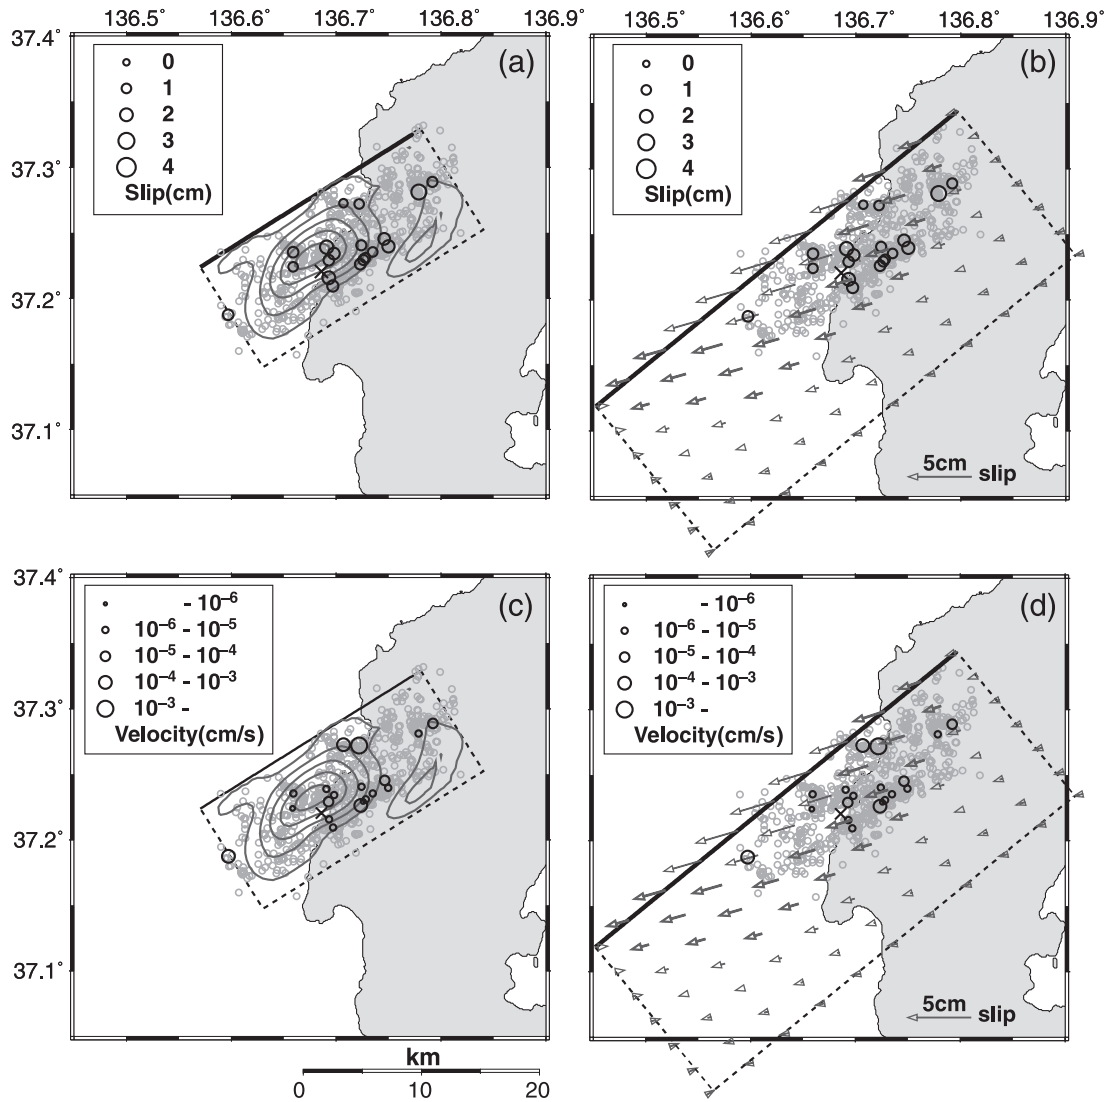 136.5˚ 136.6˚ 136.7˚ 136.8˚ 136.9˚
136.5˚ 136.6˚ 136.7˚ 136.8˚ 136.9˚
37.4˚
37.3˚
37.2˚
37.1˚
(a)
0
1
2
3
4
Slip(cm)
(b)
0
1
2
3
4
Slip(cm)
5cm slip
37.4˚
37.3˚
37.2˚
37.1˚
(c)
- 10⁻⁶
10⁻⁶ - 10⁻⁵
10⁻⁵ - 10⁻⁴
10⁻⁴ - 10⁻³
10⁻³ -
Velocity(cm/s)
(d)
- 10⁻⁶
10⁻⁶ - 10⁻⁵
10⁻⁵ - 10⁻⁴
10⁻⁴ - 10⁻³
10⁻³ -
Velocity(cm/s)
5cm slip
km
0 10 20